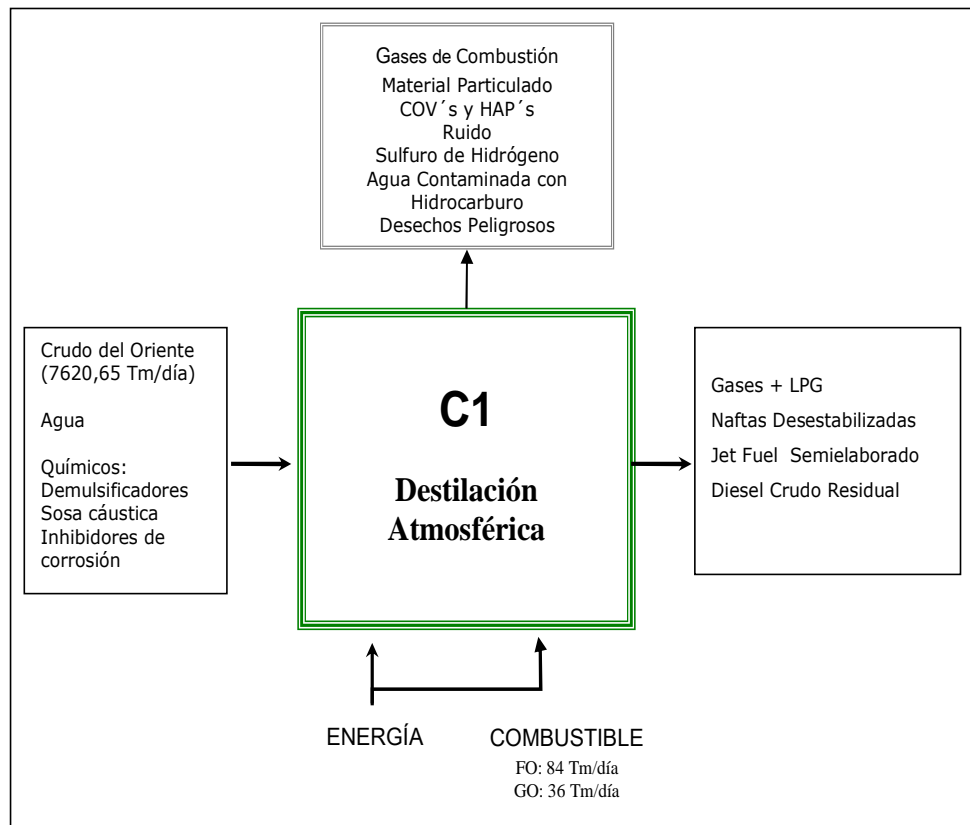 Gases de Combustión
Material Particulado
COV´s y HAP´s
Ruido
Sulfuro de Hidrógeno
Agua Contaminada con
Hidrocarburo
Desechos Peligrosos
Crudo del Oriente
(7620,65 Tm/día)
Agua
Químicos:
Demulsificadores
Sosa cáustica
Inhibidores de
corrosión
C1
Destilación
Atmosférica
Gases + LPG
Naftas Desestabilizadas
Jet Fuel Semielaborado
Diesel Crudo Residual
ENERGÍA
COMBUSTIBLE
FO: 84 Tm/día
GO: 36 Tm/día